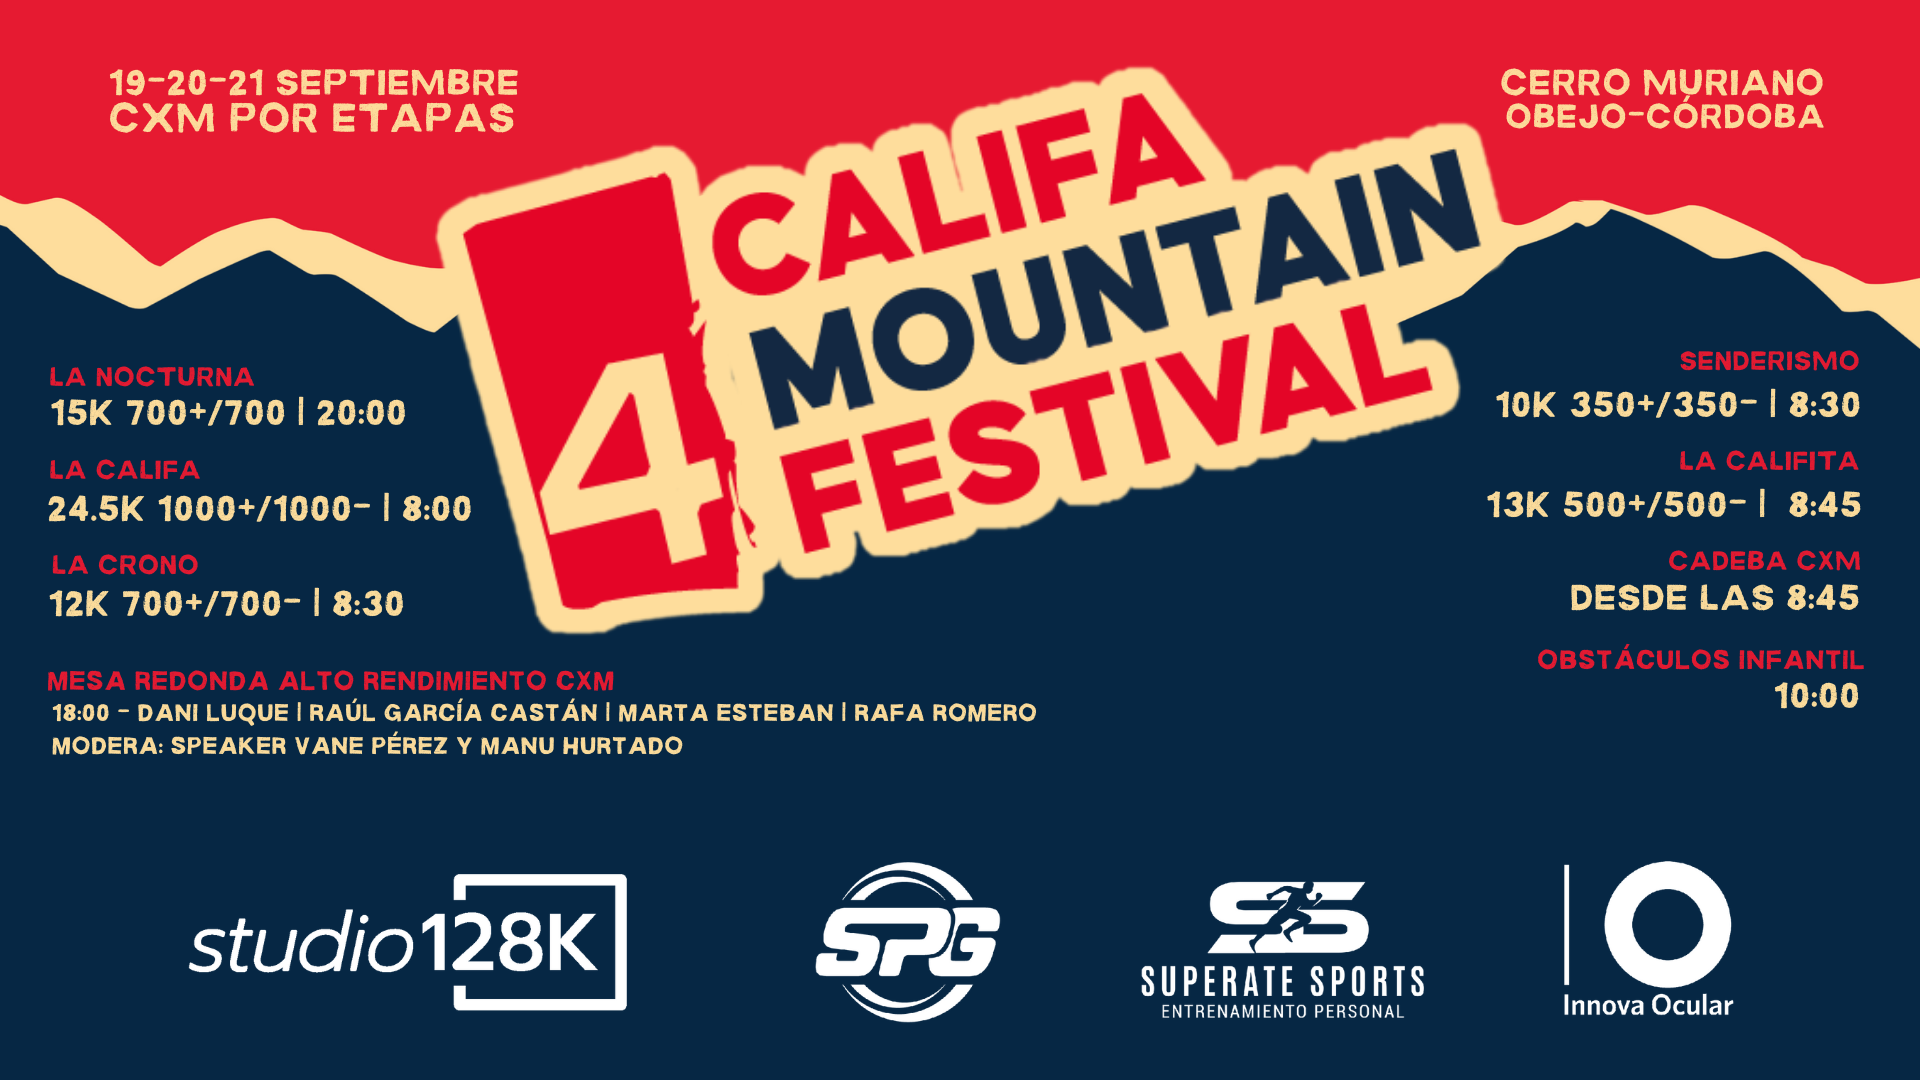 19-20-21 SEPTIEMBRE
CXM POR ETAPAS
CERRO MURIANO
OBEJO-CÓRDOBA
4
CALIFA
MOUNTAIN
FESTIVAL
LA NOCTURNA
15K 700+/700 | 20:00
LA CALIFA
24.5K 1000+/1000- | 8:00
LA CRONO
12K 700+/700- | 8:30
MESA REDONDA ALTO RENDIMIENTO CXM
18:00 - DANI LUQUE | RAÚL GARCÍA CASTÁN | MARTA ESTEBAN | RAFA ROMERO
MODERA: SPEAKER VANE PÉREZ Y MANU HURTADO
SENDERISMO
10K 350+/350- | 8:30
LA CALIFITA
13K 500+/500- | 8:45
CADEBA CXM
DESDE LAS 8:45
OBSTÁCULOS INFANTIL
10:00
studio128K
SPG
SS
SUPERATE SPORTS
ENTRENAMIENTO PERSONAL
Innova Ocular